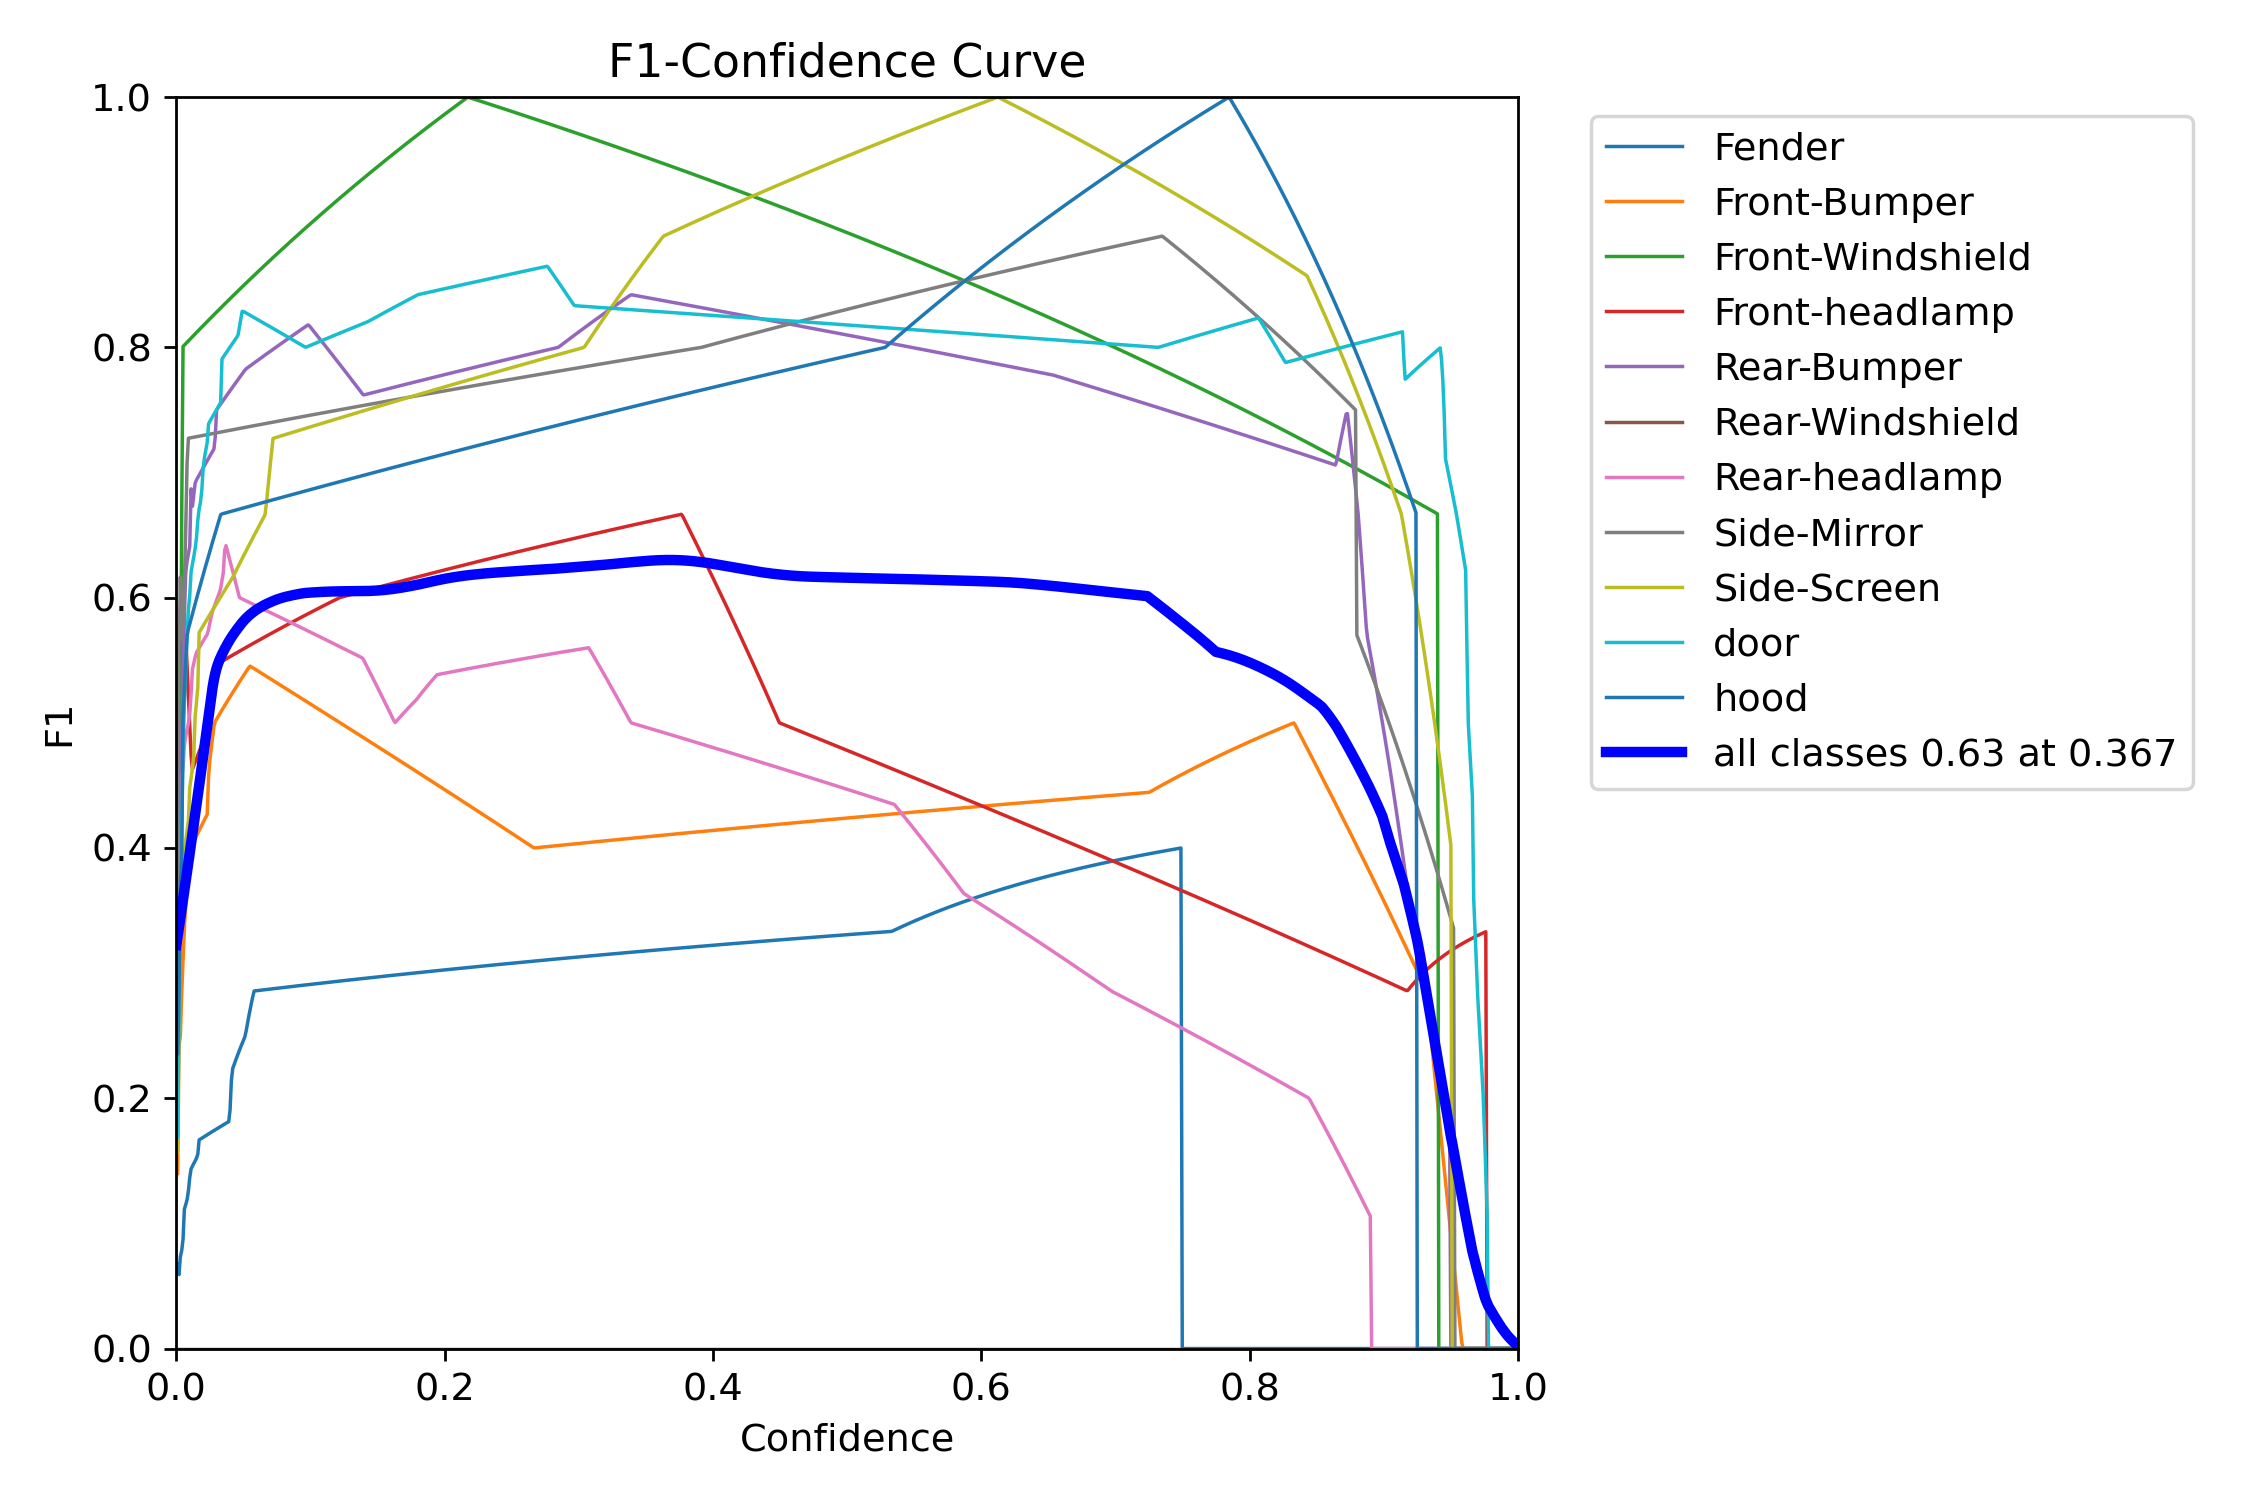 F1-Confidence Curve
1.0
0.8
0.6
0.4
0.2
0.0
F1
0.0 0.2 0.4 0.6 0.8 1.0
Confidence
Fender
Front-Bumper
Front-Windshield
Front-headlamp
Rear-Bumper
Rear-Windshield
Rear-headlamp
Side-Mirror
Side-Screen
door
hood
all classes 0.63 at 0.367